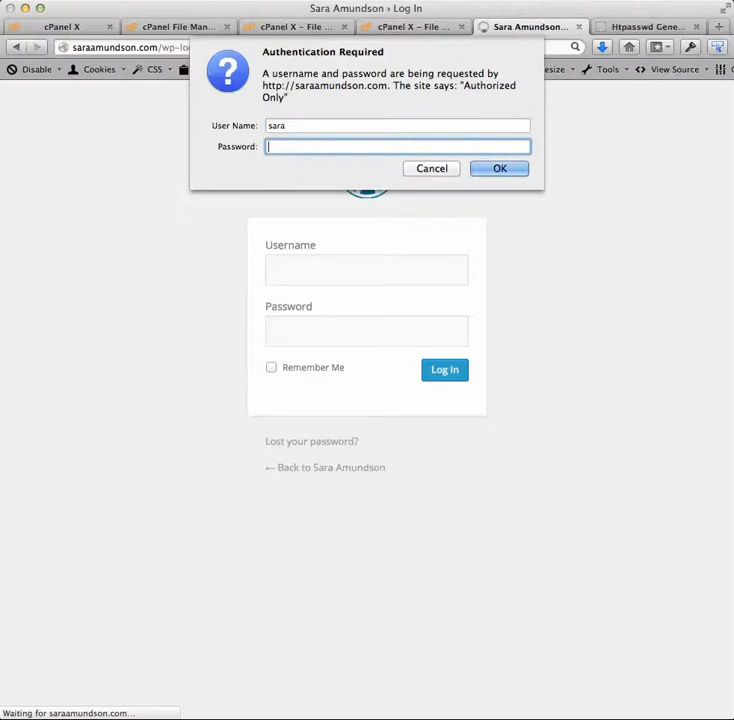 Sara Amundson › Log In
cPanel X
cPanel File Man...
cPanel X - File ...
cPanel X - File ...
Sara Amundson...
Htpasswd Gene...
saraamundson.com/wp-lo
Disable
Cookies
CSS
esize
Tools
View Source
Authentication Required
A username and password are being requested by
http://saraamundson.com. The site says: "Authorized
Only"
User Name:
sara
Password:
Cancel
OK
Username
Password
Remember Me
Log In
Lost your password?
← Back to Sara Amundson
Waiting for saraamundson.com...